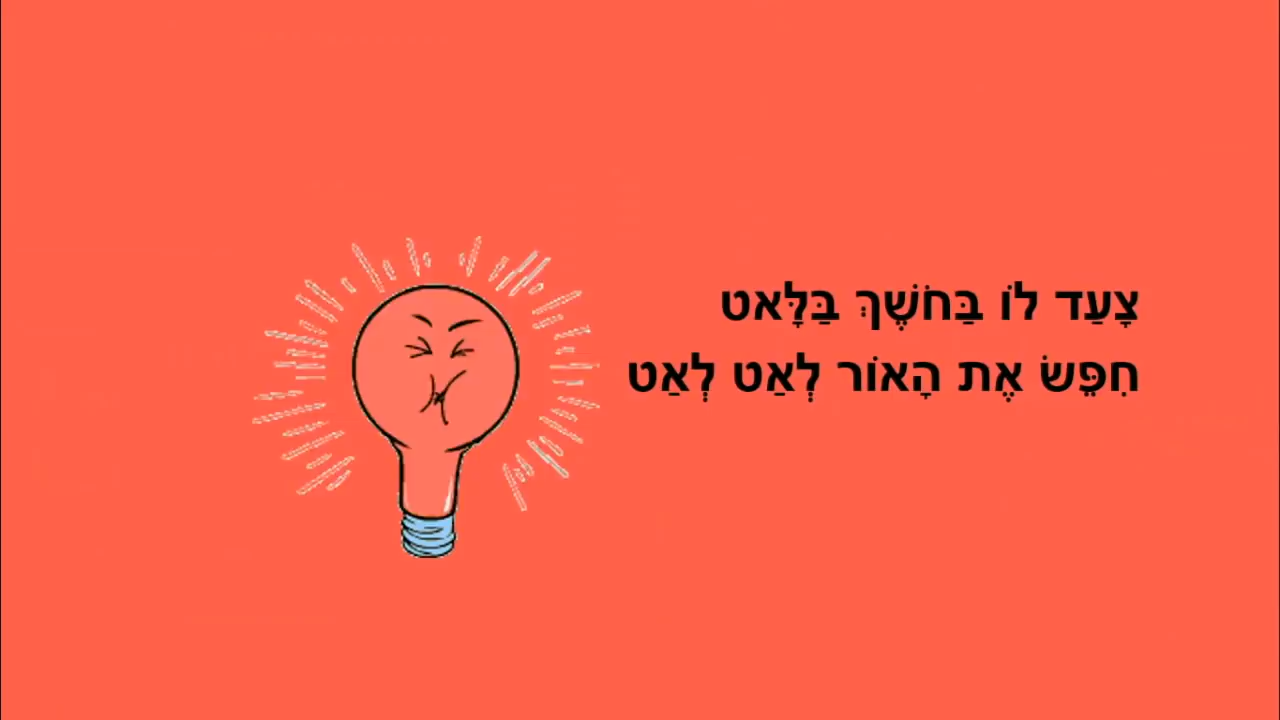 צָעַד לוֹ בַּחֹשֶׁךְ בַּלָּאט
חִפֵּשׂ אֶת הָאוֹר לְאַט לְאַט